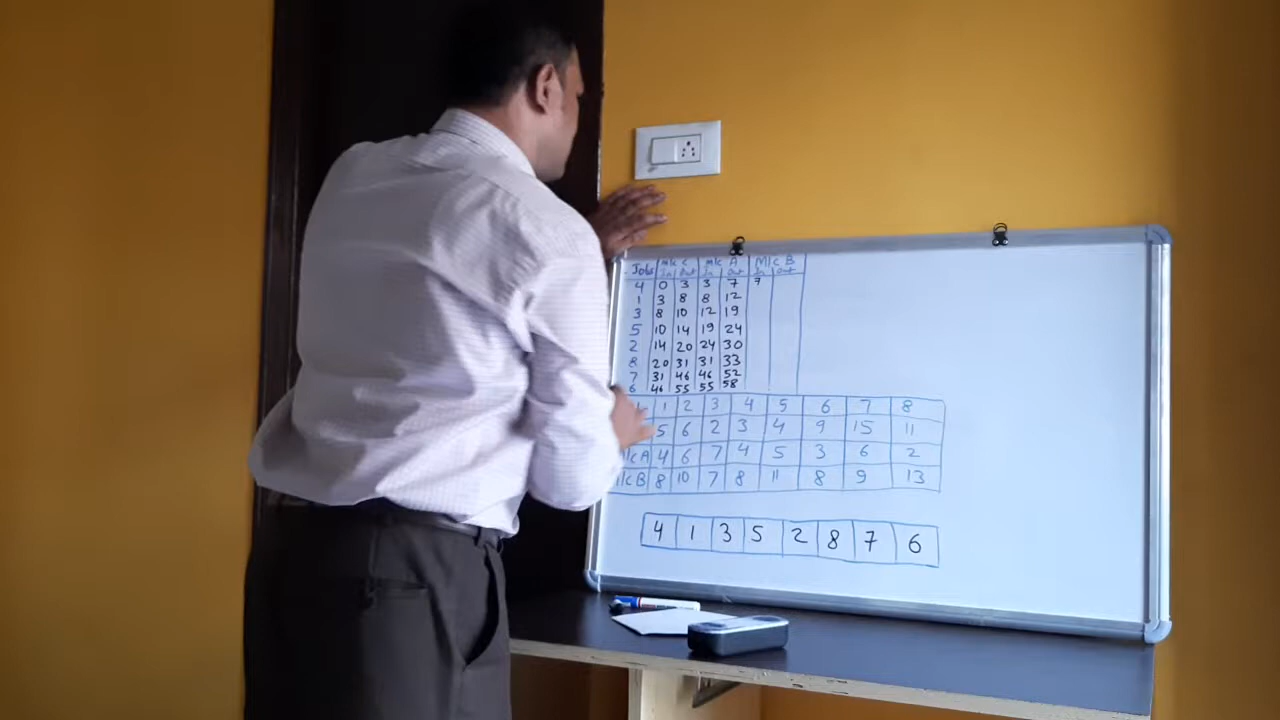 Jobs M/c C M/c A M/c B
In Out In Out In Out
4 0 3 3 7 7
1 3 8 8 12
3 8 10 12 19
5 10 14 19 24
2 14 20 24 30
8 20 31 31 33
7 31 46 46 52
6 46 55 55 58
1 2 3 4 5 6 7 8
5 6 2 3 4 9 15 11
M/c A 4 6 7 4 5 3 6 2
M/c B 8 10 7 8 11 8 9 13
4 1 3 5 2 8 7 6